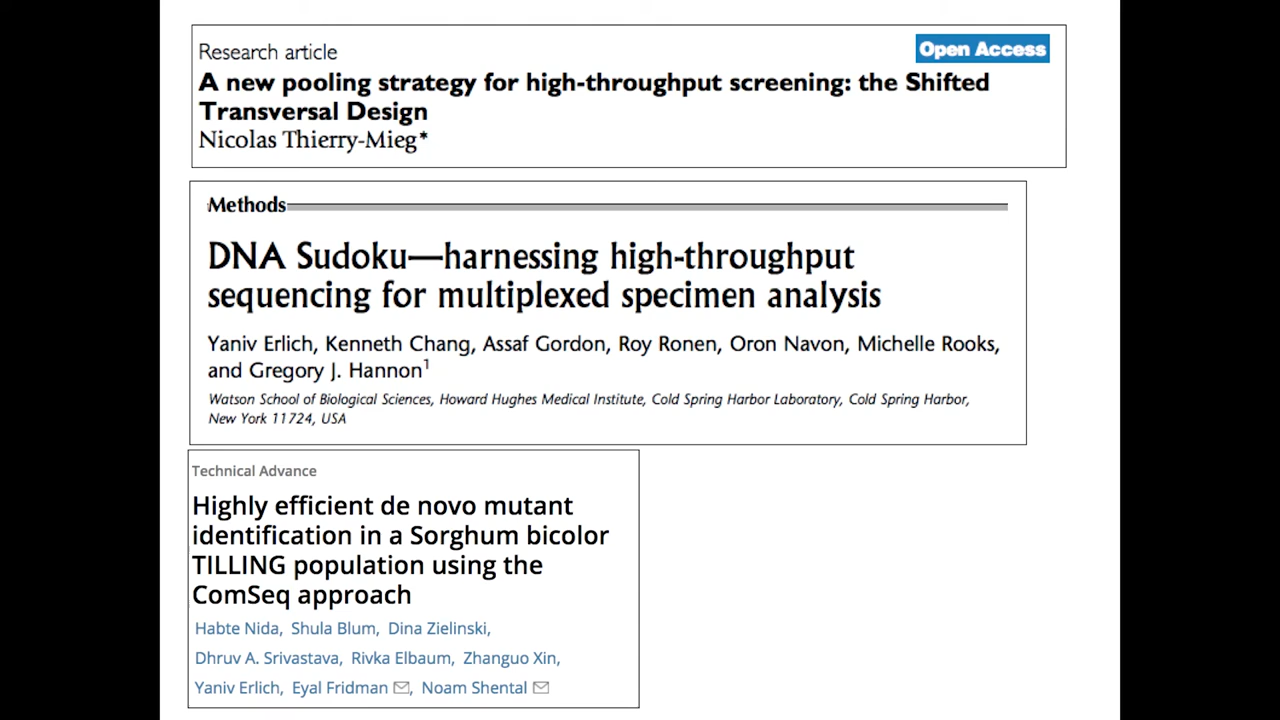 Research article
Open Access
A new pooling strategy for high-throughput screening: the Shifted
Transversal Design
Nicolas Thierry-Mieg*
Methods
DNA Sudoku—harnessing high-throughput
sequencing for multiplexed specimen analysis
Yaniv Erlich, Kenneth Chang, Assaf Gordon, Roy Ronen, Oron Navon, Michelle Rooks,
and Gregory J. Hannon1
Watson School of Biological Sciences, Howard Hughes Medical Institute, Cold Spring Harbor Laboratory, Cold Spring Harbor,
New York 11724, USA
Technical Advance
Highly efficient de novo mutant
identification in a Sorghum bicolor
TILLING population using the
ComSeq approach
Habte Nida, Shula Blum, Dina Zielinski,
Dhruv A. Srivastava, Rivka Elbaum, Zhanguo Xin,
Yaniv Erlich, Eyal Fridman, Noam Shental